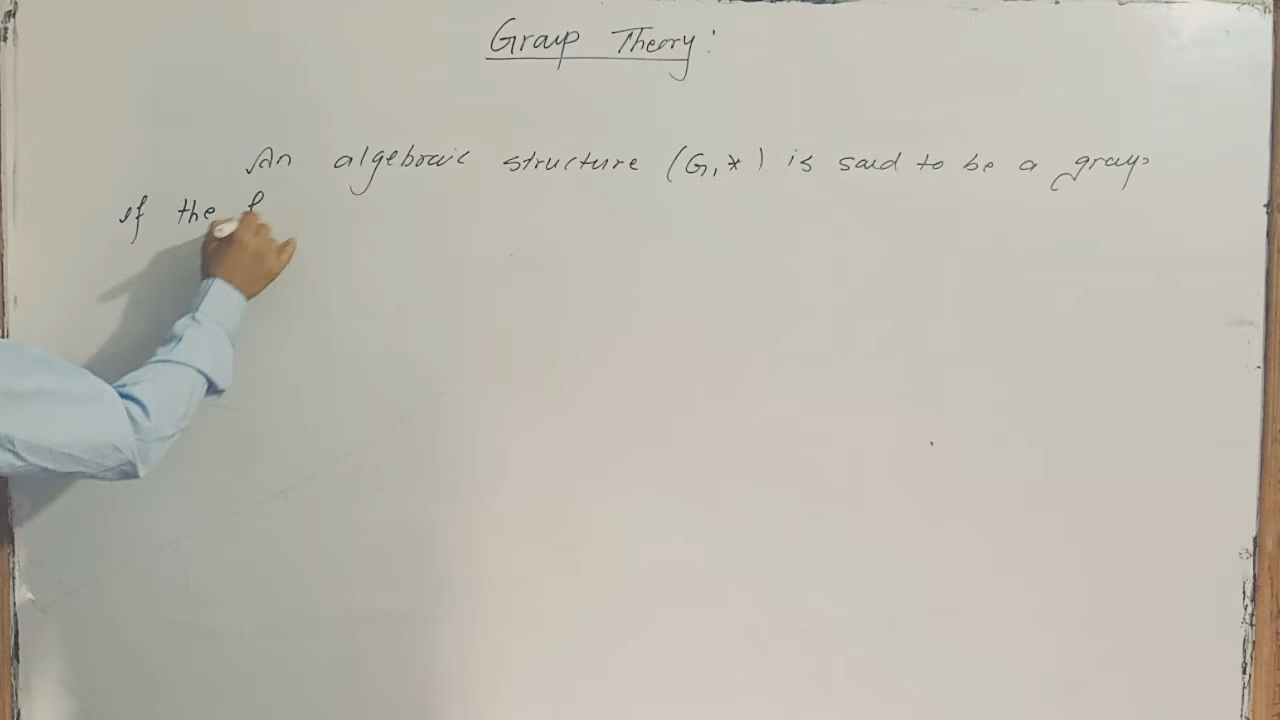 Group Theory:
An algebraic structure (G, *) is said to be a group
if the f